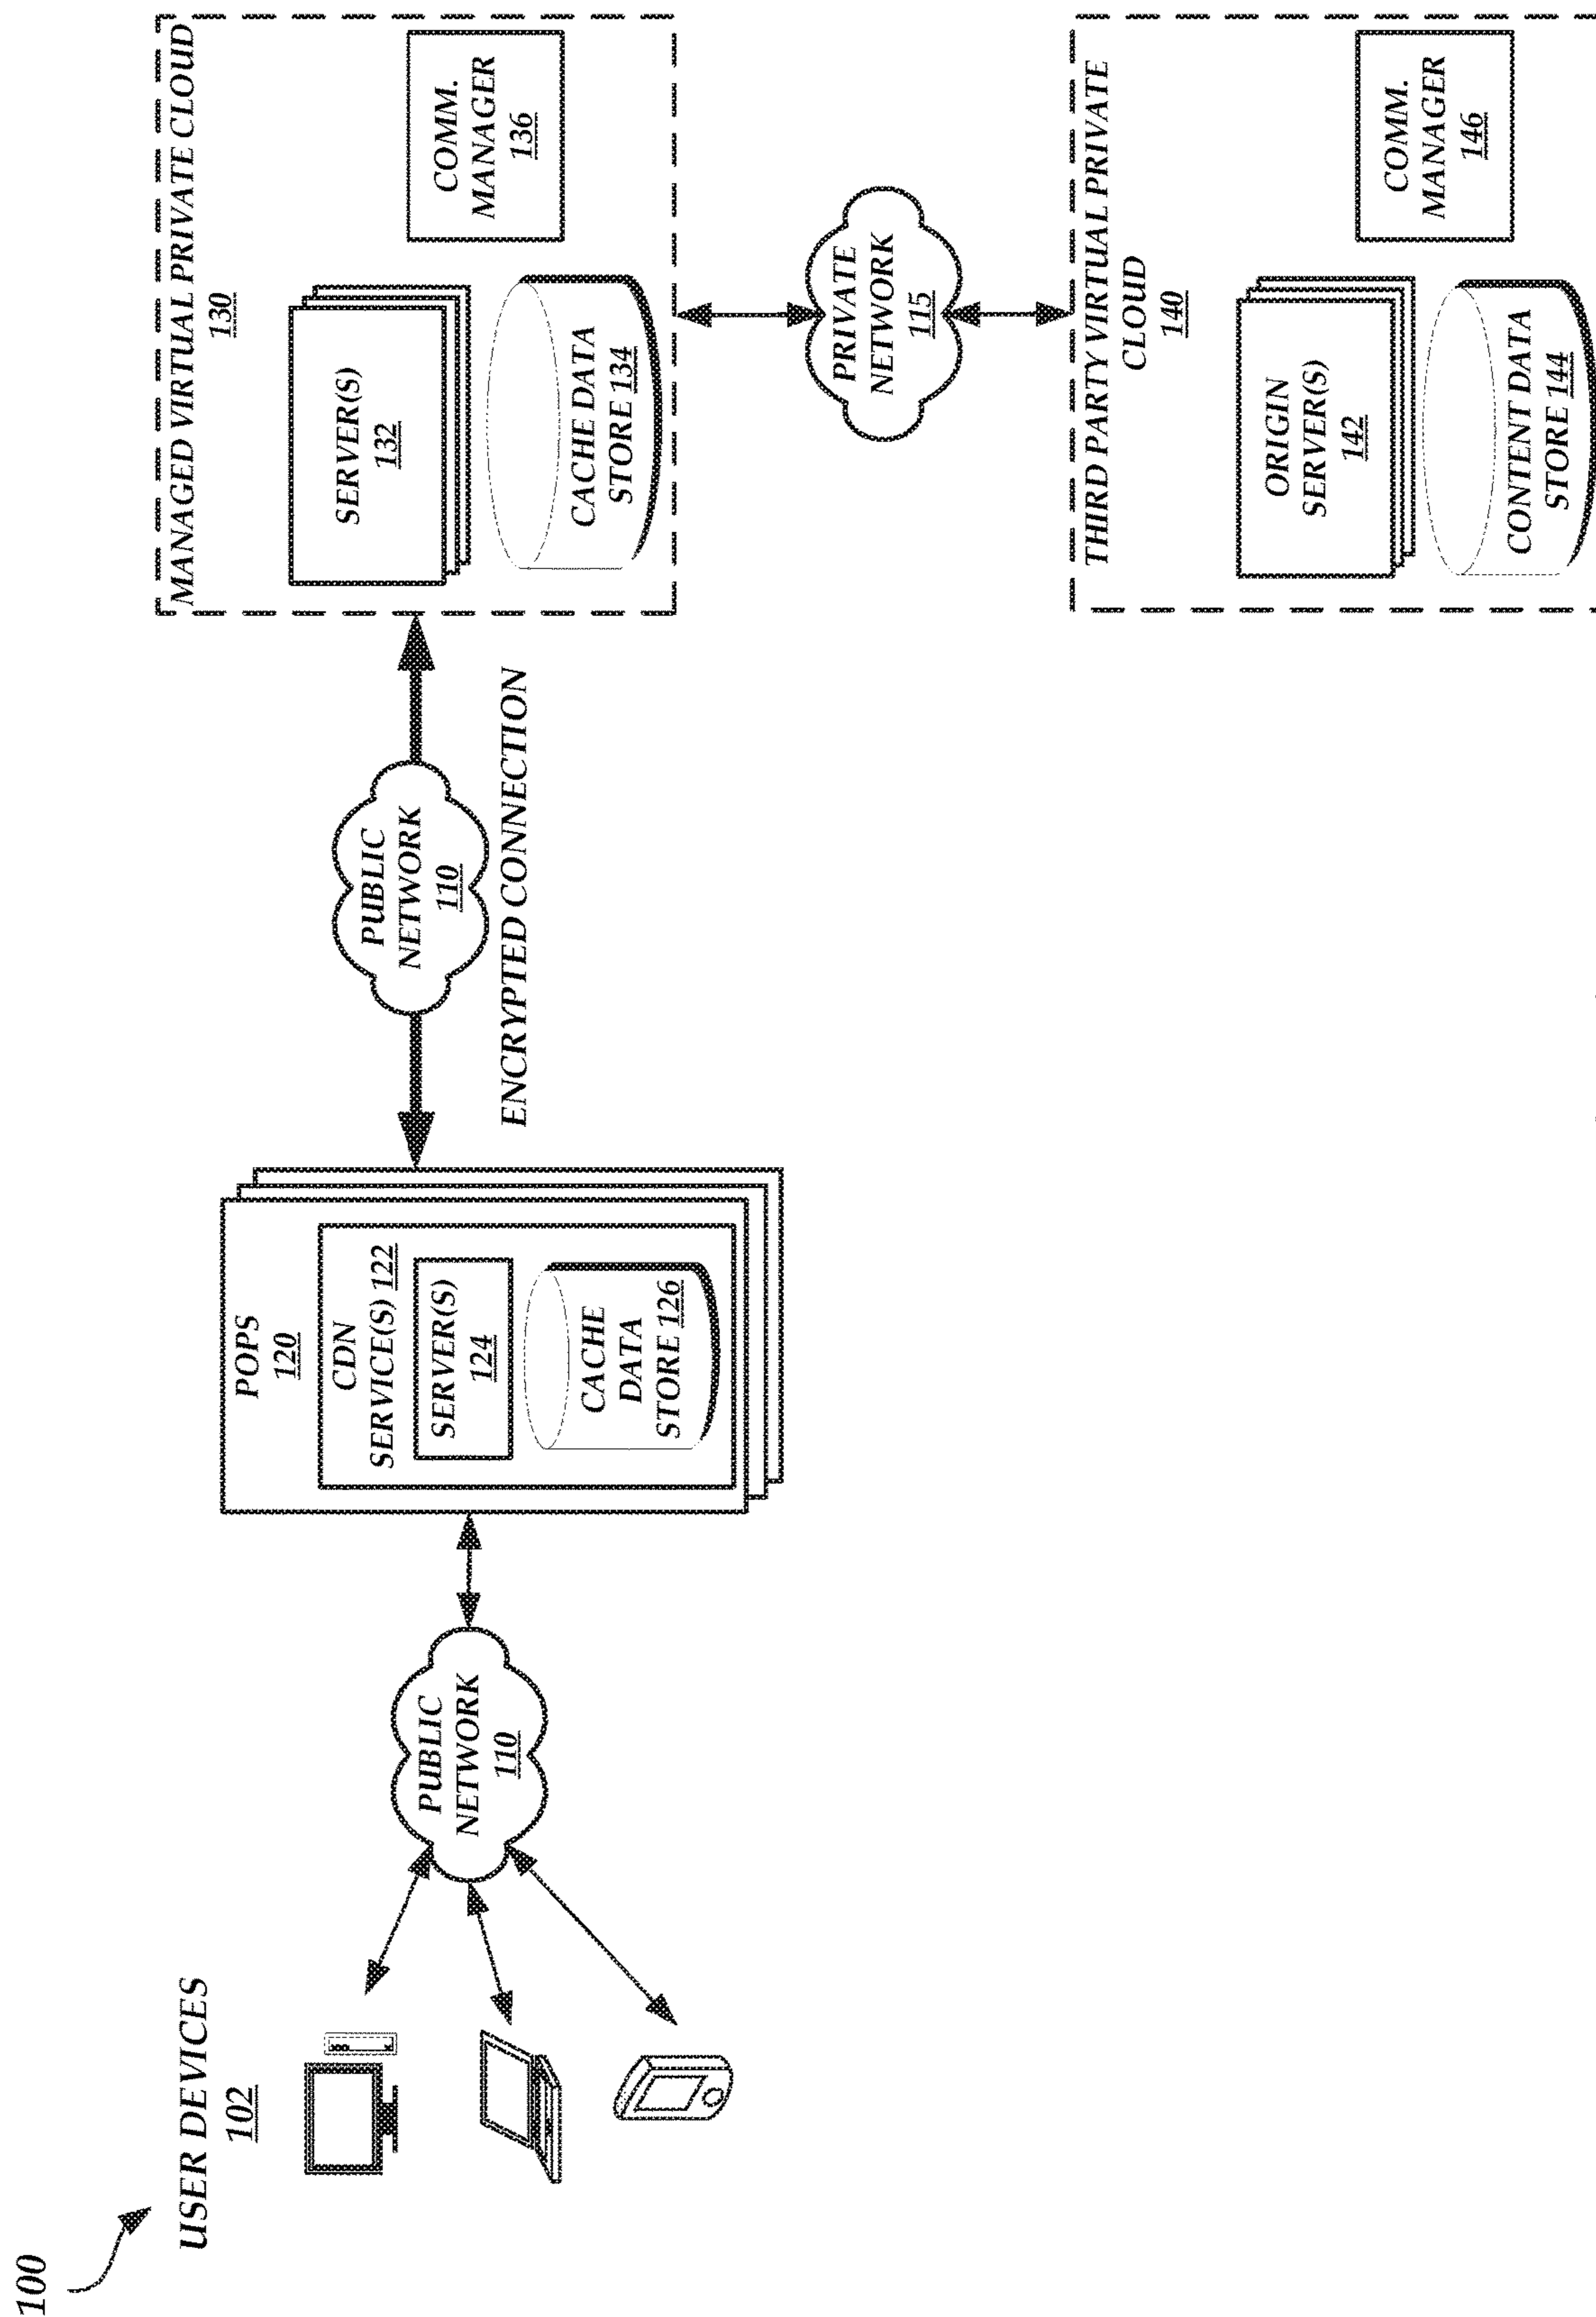 100
USER DEVICES
102
PUBLIC
NETWORK
110
POPS
120
CDN
SERVICE(S) 122
SERVER(S)
124
CACHE
DATA
STORE 126
PUBLIC
NETWORK
110
ENCRYPTED CONNECTION
MANAGED VIRTUAL PRIVATE CLOUD
130
SERVER(S)
132
CACHE DATA
STORE 134
COMM.
MANAGER
136
PRIVATE
NETWORK
115
THIRD PARTY VIRTUAL PRIVATE
CLOUD
140
ORIGIN
SERVER(S)
142
CONTENT DATA
STORE 144
COMM.
MANAGER
146